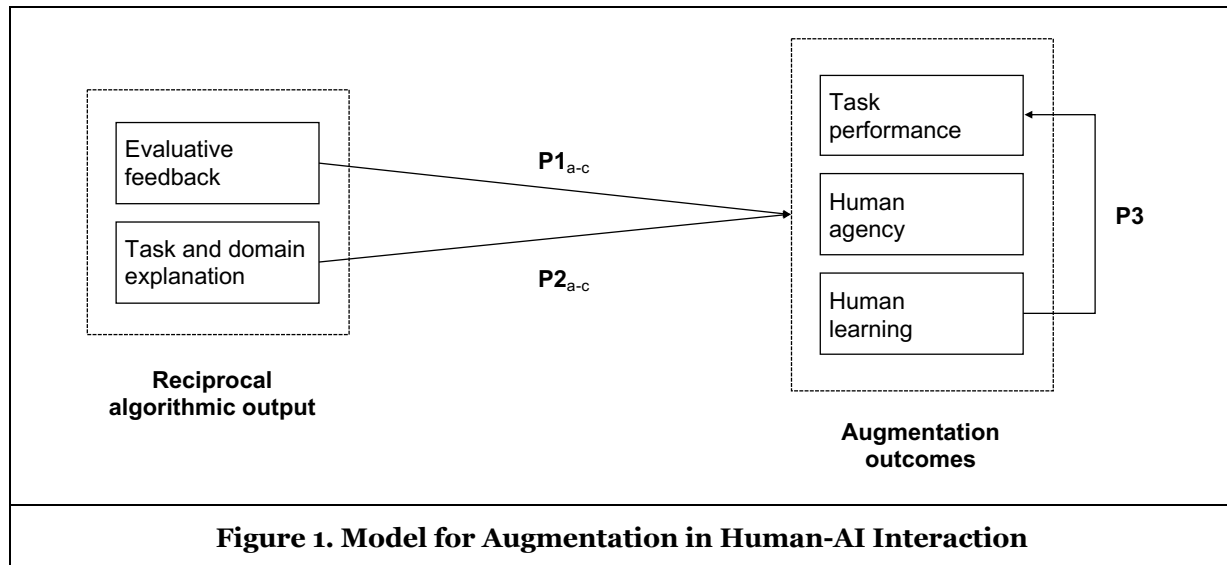 Evaluative
feedback
Task and domain
explanation
Reciprocal
algorithmic output
P1a-c
P2a-c
Task
performance
Human
agency
Human
learning
P3
Augmentation
outcomes
Figure 1. Model for Augmentation in Human-AI Interaction